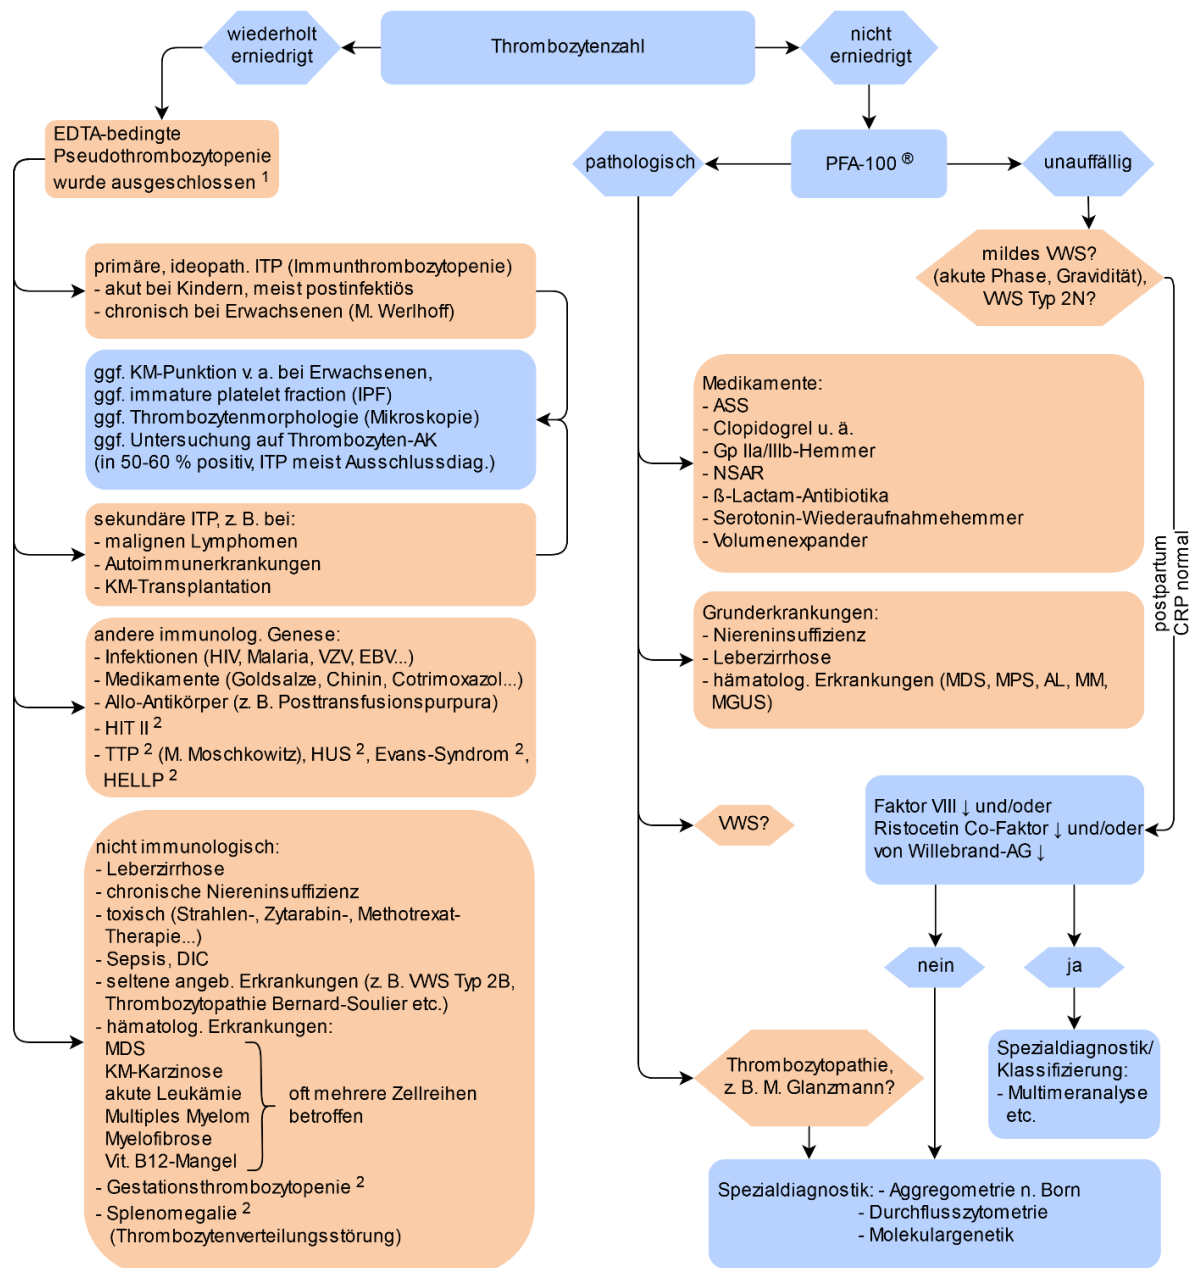 wiederholt
erniedrigt
Thrombozytenzahl
nicht
erniedrigt
EDTA-bedingte
Pseudothrombozytopenie
wurde ausgeschlossen ¹
pathologisch
PFA-100 ®
unauffällig
mildes VWS?
(akute Phase, Gravidität),
VWS Typ 2N?
primäre, ideopath. ITP (Immunthrombozytopenie)
- akut bei Kindern, meist postinfektiös
- chronisch bei Erwachsenen (M. Werlhoff)
ggf. KM-Punktion v. a. bei Erwachsenen,
ggf. immature platelet fraction (IPF)
ggf. Thrombozytenmorphologie (Mikroskopie)
ggf. Untersuchung auf Thrombozyten-AK
(in 50-60 % positiv, ITP meist Ausschlussdiag.)
sekundäre ITP, z. B. bei:
- malignen Lymphomen
- Autoimmunerkrankungen
- KM-Transplantation
andere immunolog. Genese:
- Infektionen (HIV, Malaria, VZV, EBV...)
- Medikamente (Goldsalze, Chinin, Cotrimoxazol...)
- Allo-Antikörper (z. B. Posttransfusionspurpura)
- HIT II ²
- TTP ² (M. Moschkowitz), HUS ², Evans-Syndrom ²,
HELLP ²
nicht immunologisch:
- Leberzirrhose
- chronische Niereninsuffizienz
- toxisch (Strahlen-, Zytarabin-, Methotrexat-
Therapie...)
- Sepsis, DIC
- seltene angeb. Erkrankungen (z. B. VWS Typ 2B,
Thrombozytopathie Bernard-Soulier etc.)
- hämatolog. Erkrankungen:
MDS
KM-Karzinose
akute Leukämie
Multiples Myelom
Myelofibrose
Vit. B12-Mangel
oft mehrere Zellreihen
betroffen
- Gestationsthrombozytopenie ²
- Splenomegalie ²
(Thrombozytenverteilungsstörung)
Medikamente:
- ASS
- Clopidogrel u. ä.
- Gp IIa/IIIb-Hemmer
- NSAR
- ß-Lactam-Antibiotika
- Serotonin-Wiederaufnahmehemmer
- Volumenexpander
Grunderkrankungen:
- Niereninsuffizienz
- Leberzirrhose
- hämatolog. Erkrankungen (MDS, MPS, AL, MM,
MGUS)
postpartum
CRP normal
VWS?
Faktor VIII ↓ und/oder
Ristocetin Co-Faktor ↓ und/oder
von Willebrand-AG ↓
nein
ja
Thrombozytopathie,
z. B. M. Glanzmann?
Spezialdiagnostik/
Klassifizierung:
- Multimeranalyse
etc.
Spezialdiagnostik: - Aggregometrie n. Born
- Durchflusszytometrie
- Molekulargenetik